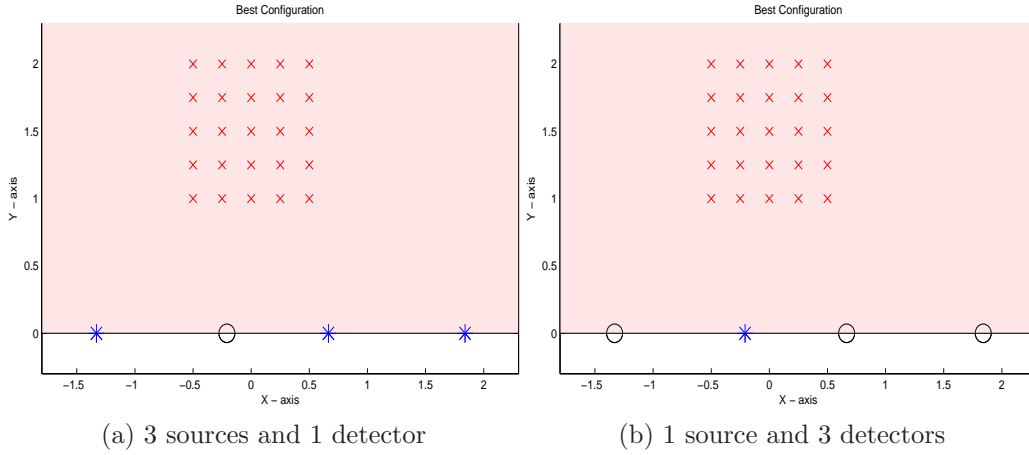 Best Configuration
2
1.5
1
0.5
0
Y – axis
−1.5 −1 −0.5 0 0.5 1 1.5 2
X – axis
(a) 3 sources and 1 detector
Best Configuration
2
1.5
1
0.5
0
Y – axis
−1.5 −1 −0.5 0 0.5 1 1.5 2
X – axis
(b) 1 source and 3 detectors